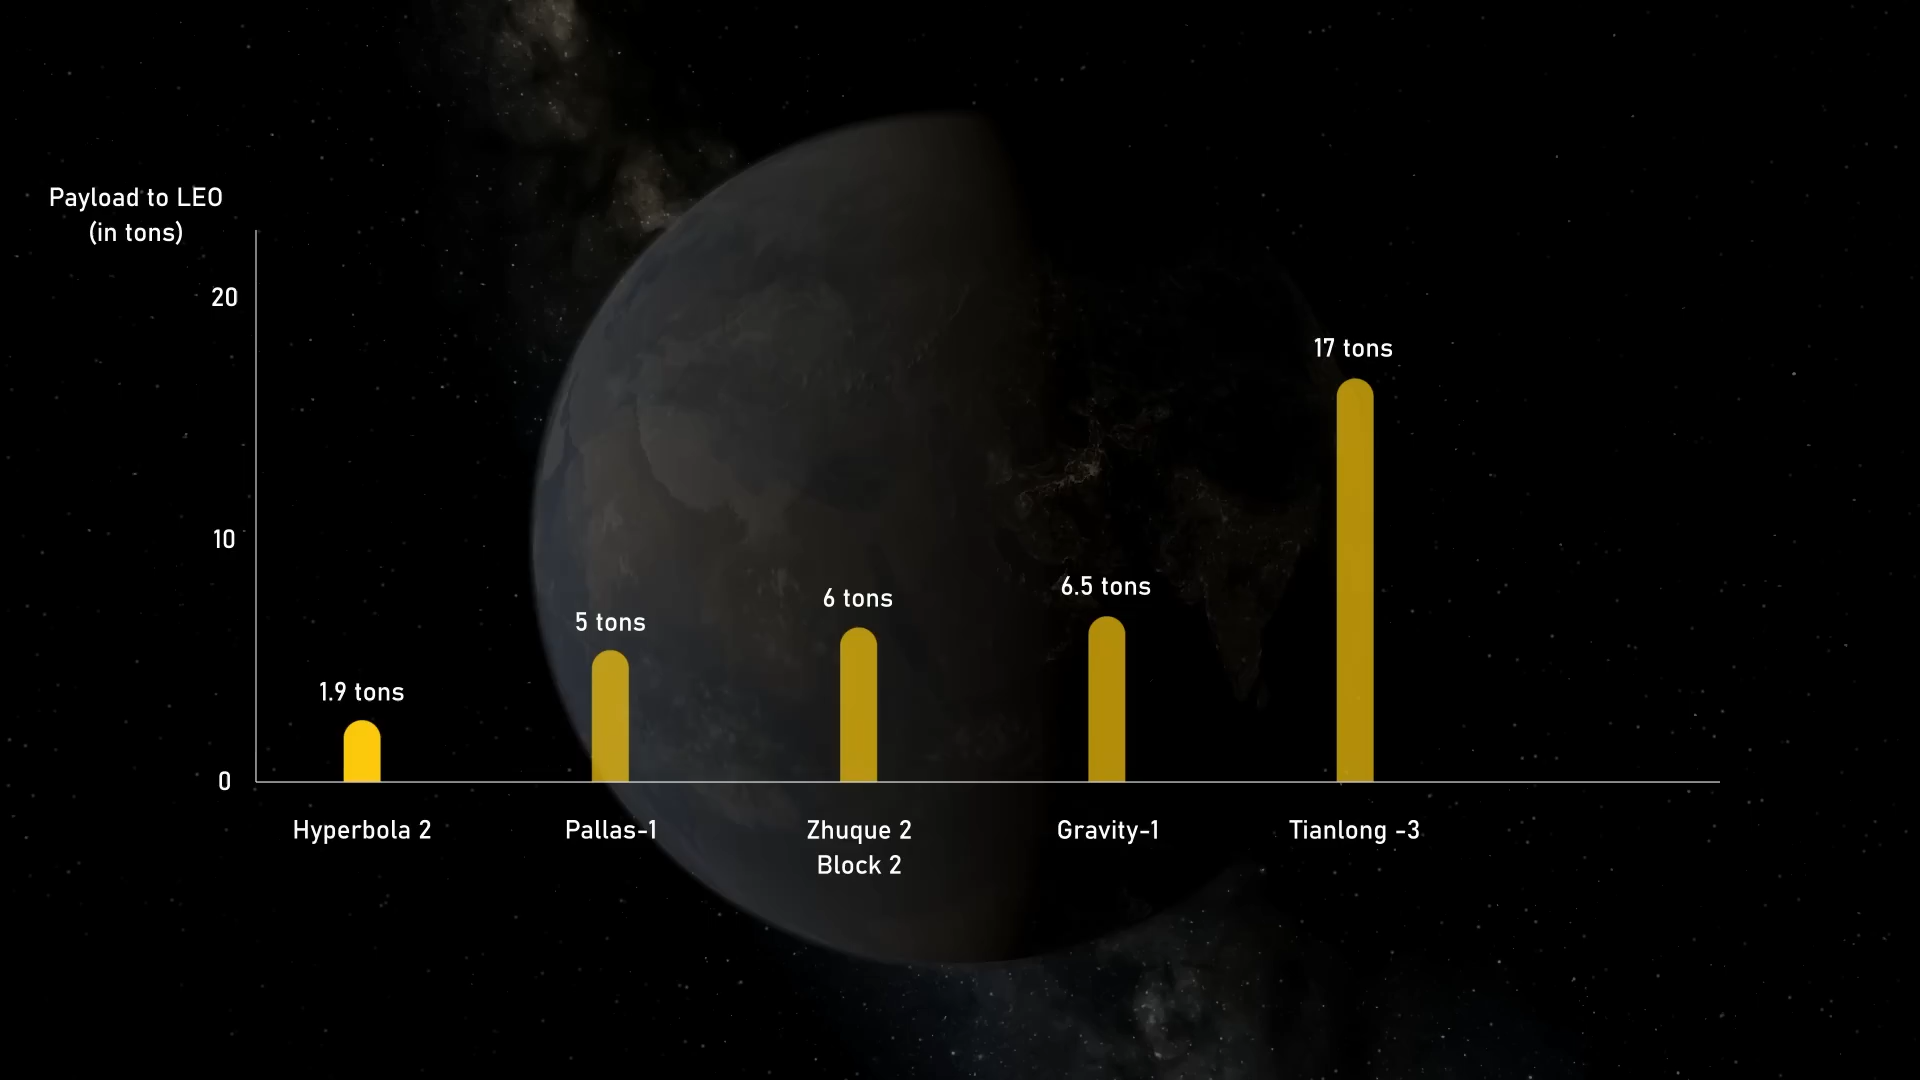 Payload to LEO
(in tons)
20
10
0
1.9 tons
5 tons
6 tons
6.5 tons
17 tons
Hyperbola 2
Pallas-1
Zhuque 2
Block 2
Gravity-1
Tianlong -3